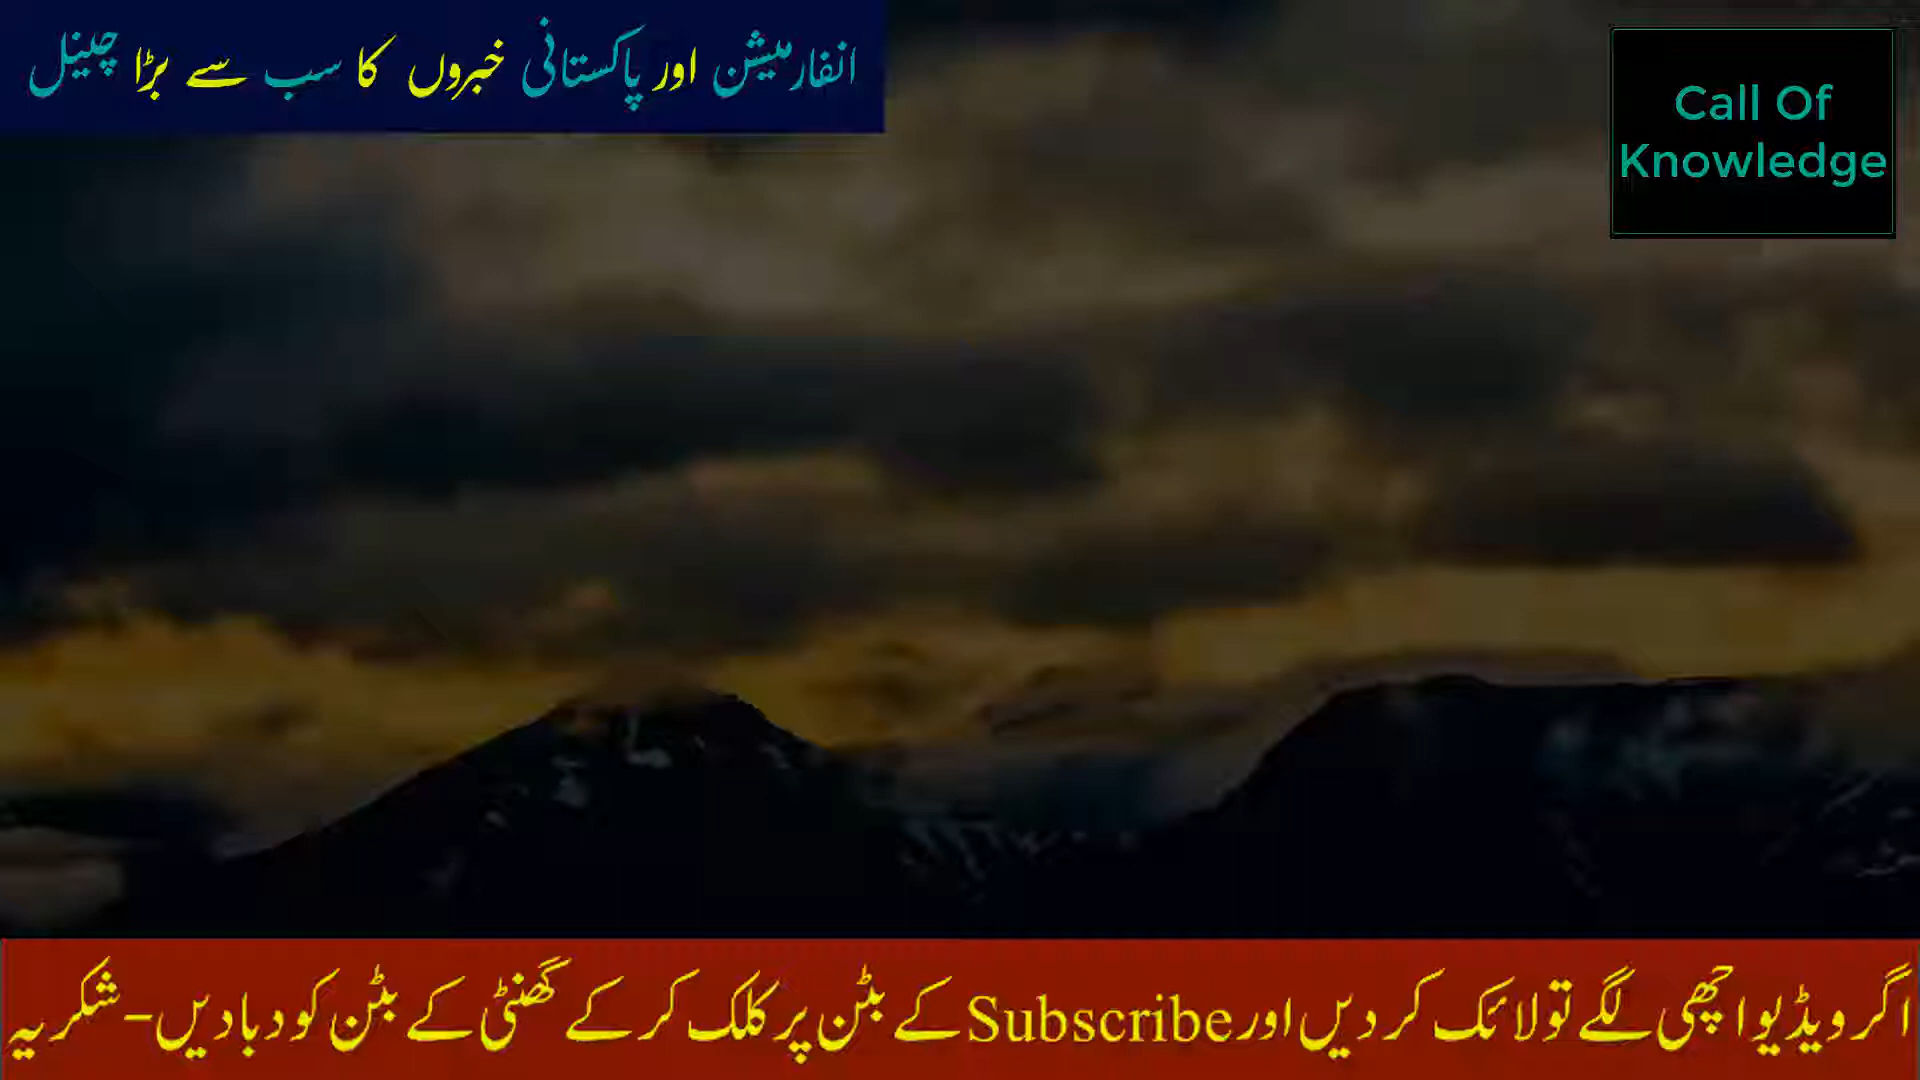 انفارمیشن اور پاکستانی خبروں کا سب سے بڑا چینل
Call Of
Knowledge
اگر ویڈیو اچھی لگے تو لائک کر دیں اور Subscribe کے بٹن پر کلک کر کے گھنٹی کے بٹن کو دبا دیں - شکریہ